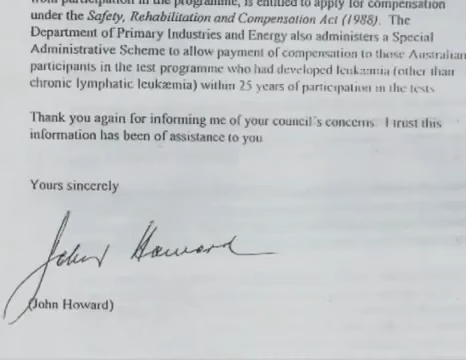 from participation in the programme, is entitled to apply for compensation
under the Safety, Rehabilitation and Compensation Act (1988). The
Department of Primary Industries and Energy also administers a Special
Administrative Scheme to allow payment of compensation to those Australian
participants in the test programme who had developed leukæmia (other than
chronic lymphatic leukæmia) within 25 years of participation in the tests
Thank you again for informing me of your council's concerns. I trust this
information has been of assistance to you
Yours sincerely
John Howard
(John Howard)